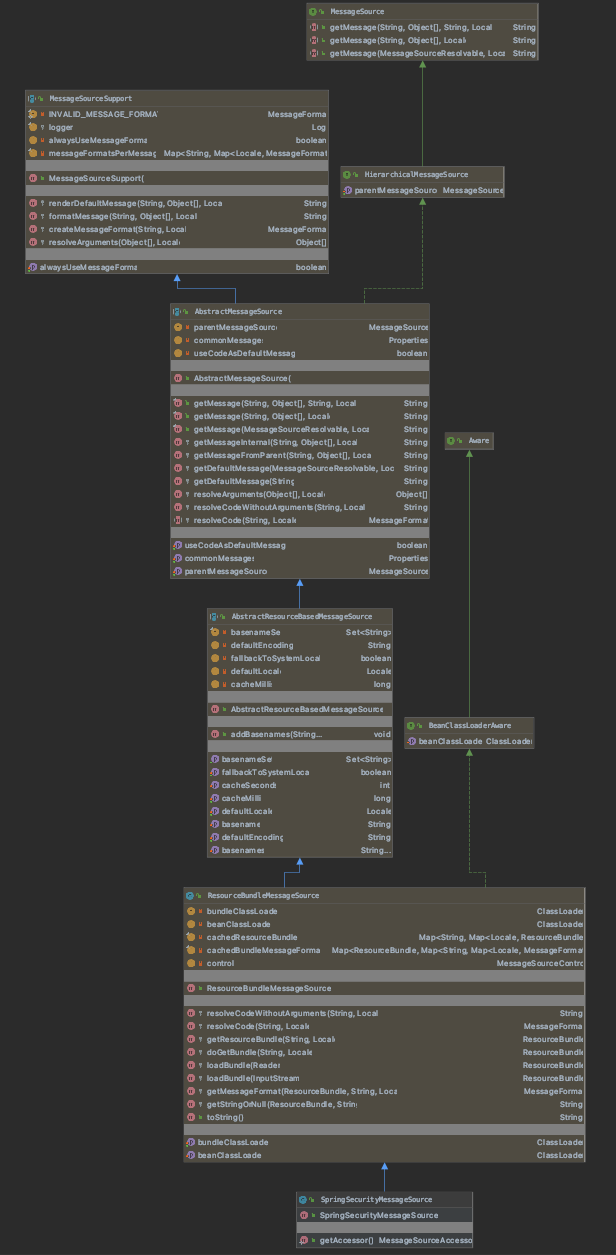 MessageSource
getMessage(String, Object[], String, Local String
getMessage(String, Object[], Local String
getMessage(MessageSourceResolvable, Loca String
MessageSourceSupport
INVALID_MESSAGE_FORMA MessageForma
logger Log
alwaysUseMessageForma boolean
messageFormatsPerMessag Map<String, Map<Locale, MessageFormat
MessageSourceSupport(
renderDefaultMessage(String, Object[], Loca String
formatMessage(String, Object[], Local String
createMessageFormat(String, Local MessageForma
resolveArguments(Object[], Local Object[]
alwaysUseMessageForma boolean
HierarchicalMessageSource
parentMessageSourc MessageSource
AbstractMessageSource
parentMessageSourc MessageSource
commonMessage Properties
useCodeAsDefaultMessag boolean
AbstractMessageSource(
getMessage(String, Object[], String, Local String
getMessage(String, Object[], Local String
getMessage(MessageSourceResolvable, Loca String
getMessageInternal(String, Object[], Local String
getMessageFromParent(String, Object[], Loca String
getDefaultMessage(MessageSourceResolvable, Loc String
getDefaultMessage(String String
resolveArguments(Object[], Local Object[]
resolveCodeWithoutArguments(String, Local String
resolveCode(String, Local MessageFormat
useCodeAsDefaultMessag boolean
commonMessages Properties
parentMessageSourc MessageSource
Aware
AbstractResourceBasedMessageSource
basenameSe Set<String>
defaultEncoding String
fallbackToSystemLocal boolean
defaultLocal Locale
cacheMilli long
AbstractResourceBasedMessageSource
addBasenames(String... void
basenameSet Set<String>
fallbackToSystemLoca boolean
cacheSeconds int
cacheMilli long
defaultLocale Locale
basename String
defaultEncoding String
basenames String...
BeanClassLoaderAware
beanClassLoade ClassLoader
ResourceBundleMessageSource
bundleClassLoade ClassLoader
beanClassLoade ClassLoader
cachedResourceBundle Map<String, Map<Locale, ResourceBundle
cachedBundleMessageForma Map<ResourceBundle, Map<String, Map<Locale, MessageForma
control MessageSourceContro
ResourceBundleMessageSource
resolveCodeWithoutArguments(String, Local String
resolveCode(String, Local MessageForma
getResourceBundle(String, Local ResourceBundle
doGetBundle(String, Locale ResourceBundle
loadBundle(Reader ResourceBundle
loadBundle(InputStream ResourceBundle
getMessageFormat(ResourceBundle, String, Loca MessageForma
getStringOrNull(ResourceBundle, Strin String
toString() String
bundleClassLoade ClassLoader
beanClassLoade ClassLoader
SpringSecurityMessageSource
SpringSecurityMessageSource
getAccessor() MessageSourceAccesso